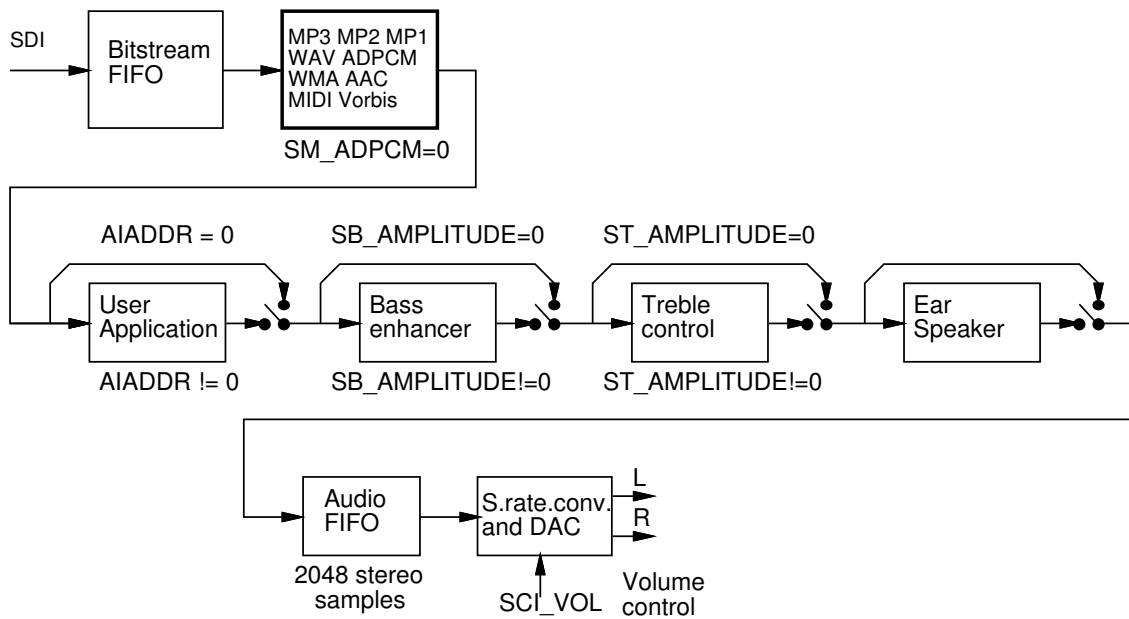 SDI
Bitstream
FIFO
MP3 MP2 MP1
WAV ADPCM
WMA AAC
MIDI Vorbis
SM_ADPCM=0
AIADDR = 0
SB_AMPLITUDE=0
ST_AMPLITUDE=0
User
Application
Bass
enhancer
Treble
control
Ear
Speaker
AIADDR != 0
SB_AMPLITUDE!=0
ST_AMPLITUDE!=0
Audio
FIFO
S.rate.conv.
and DAC
L
R
2048 stereo
samples
SCI_VOL
Volume
control